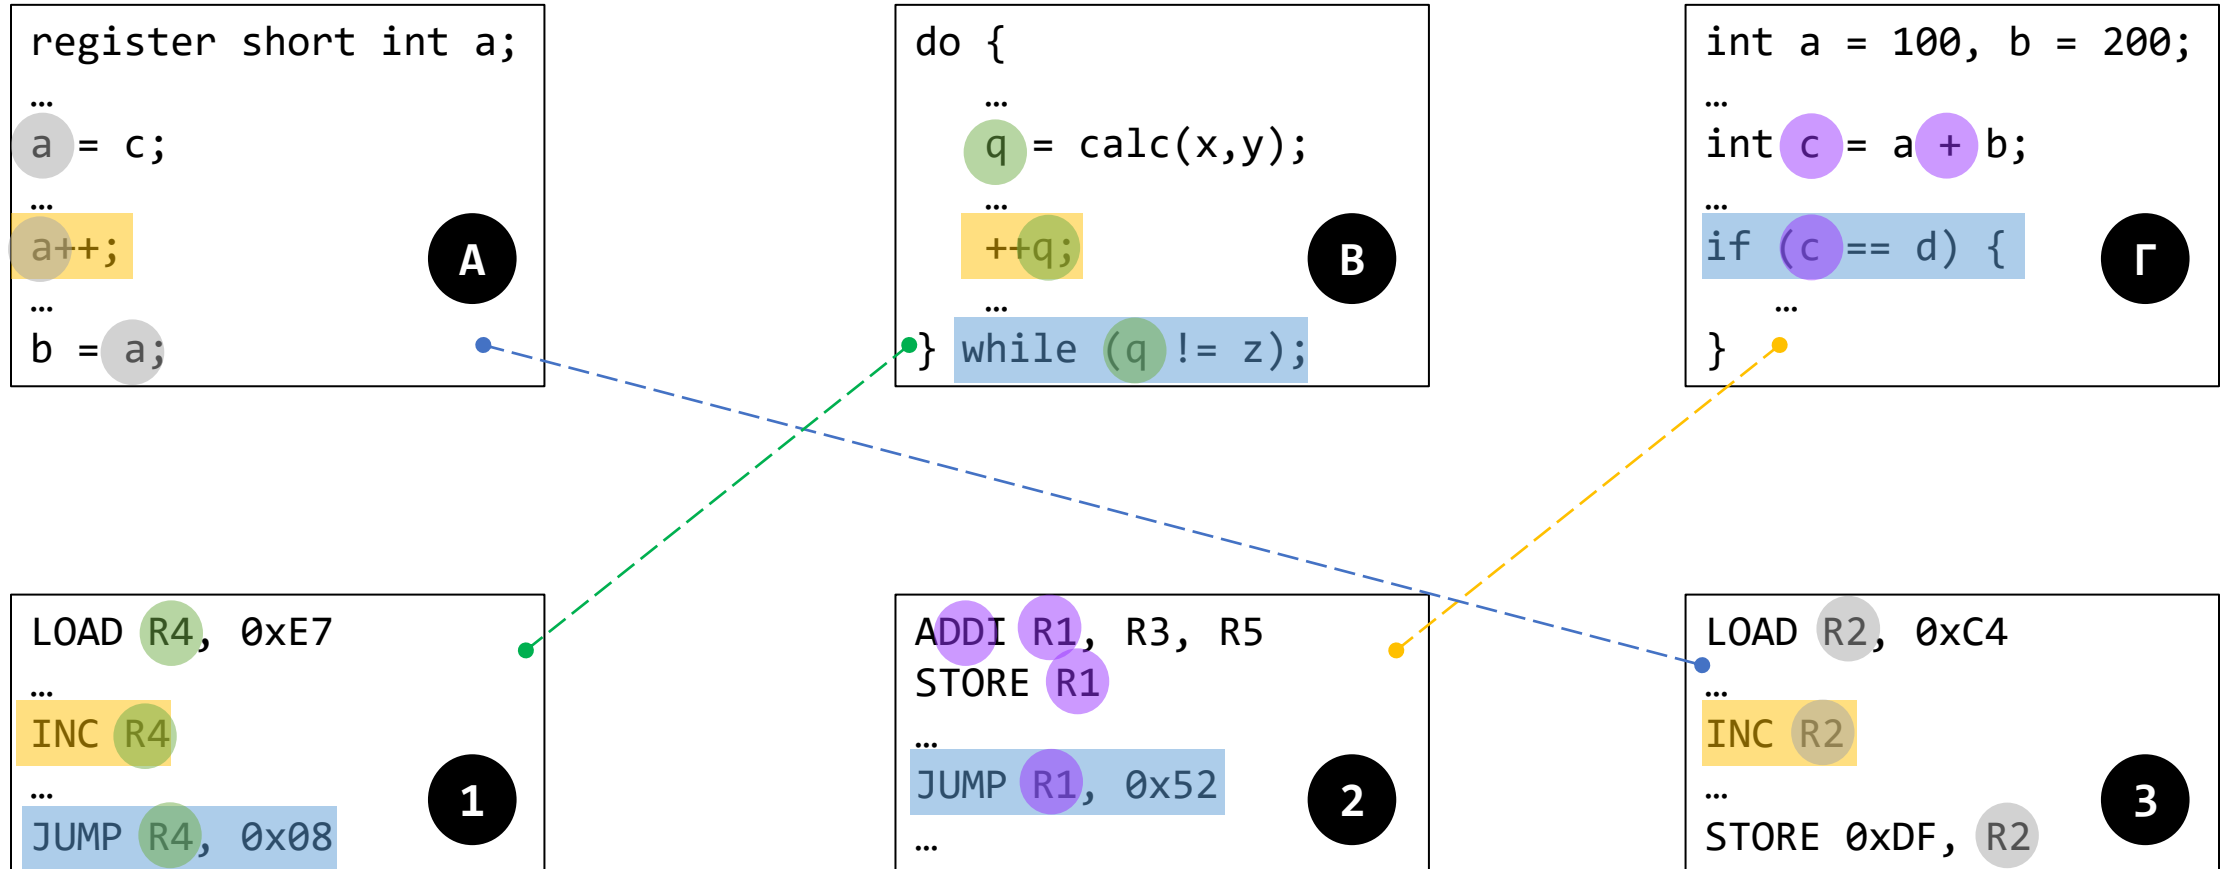 register short int a;
…
a = c;
…
a++;
…
b = a;
A
do {
…
q = calc(x,y);
…
++q;
…
} while (q != z);
B
int a = 100, b = 200;
…
int c = a + b;
…
if (c == d) {
…
}
Γ
LOAD R4, 0xE7
…
INC R4
…
JUMP R4, 0x08
1
ADDI R1, R3, R5
STORE R1
…
JUMP R1, 0x52
…
2
LOAD R2, 0xC4
…
INC R2
…
STORE 0xDF, R2
3